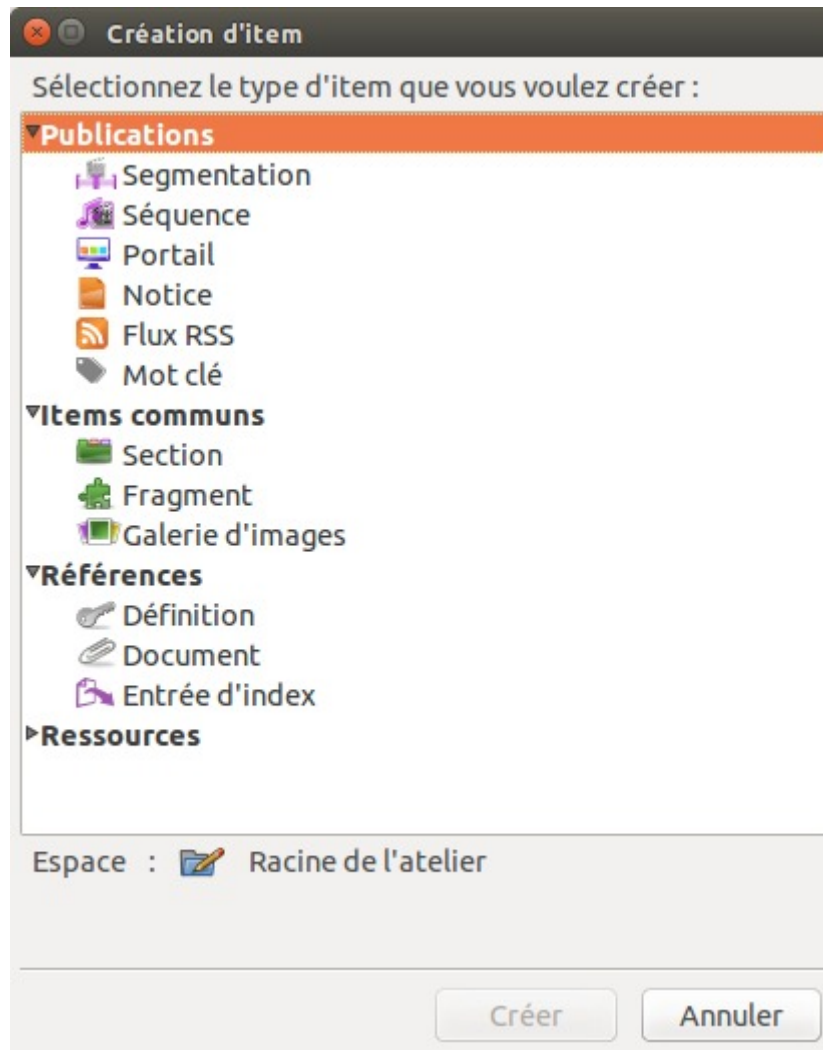 Création d'item
Sélectionnez le type d'item que vous voulez créer :
Publications
Segmentation
Séquence
Portail
Notice
Flux RSS
Mot clé
Items communs
Section
Fragment
Galerie d'images
Références
Définition
Document
Entrée d'index
Ressources
Espace : Racine de l'atelier
Créer Annuler